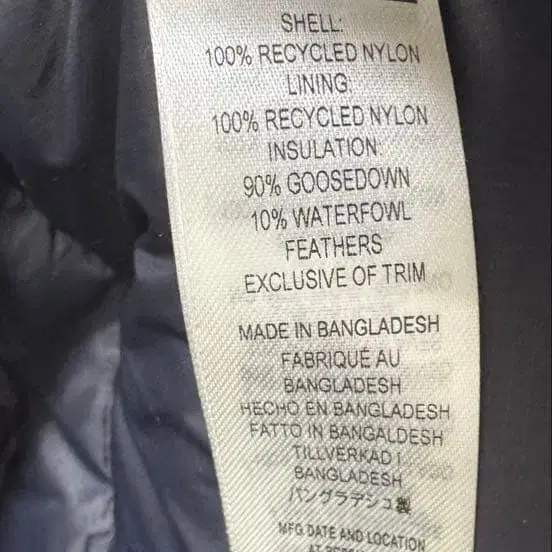 SHELL:
100% RECYCLED NYLON
LINING:
100% RECYCLED NYLON
INSULATION:
90% GOOSEDOWN
10% WATERFOWL
FEATHERS
EXCLUSIVE OF TRIM
MADE IN BANGLADESH
FABRIQUÉ AU
BANGLADESH
HECHO EN BANGLADESH
FATTO IN BANGALDESH
TILLVERKAD I
BANGLADESH
バングラデシュ製
MFG. DATE AND LOCATION
AT